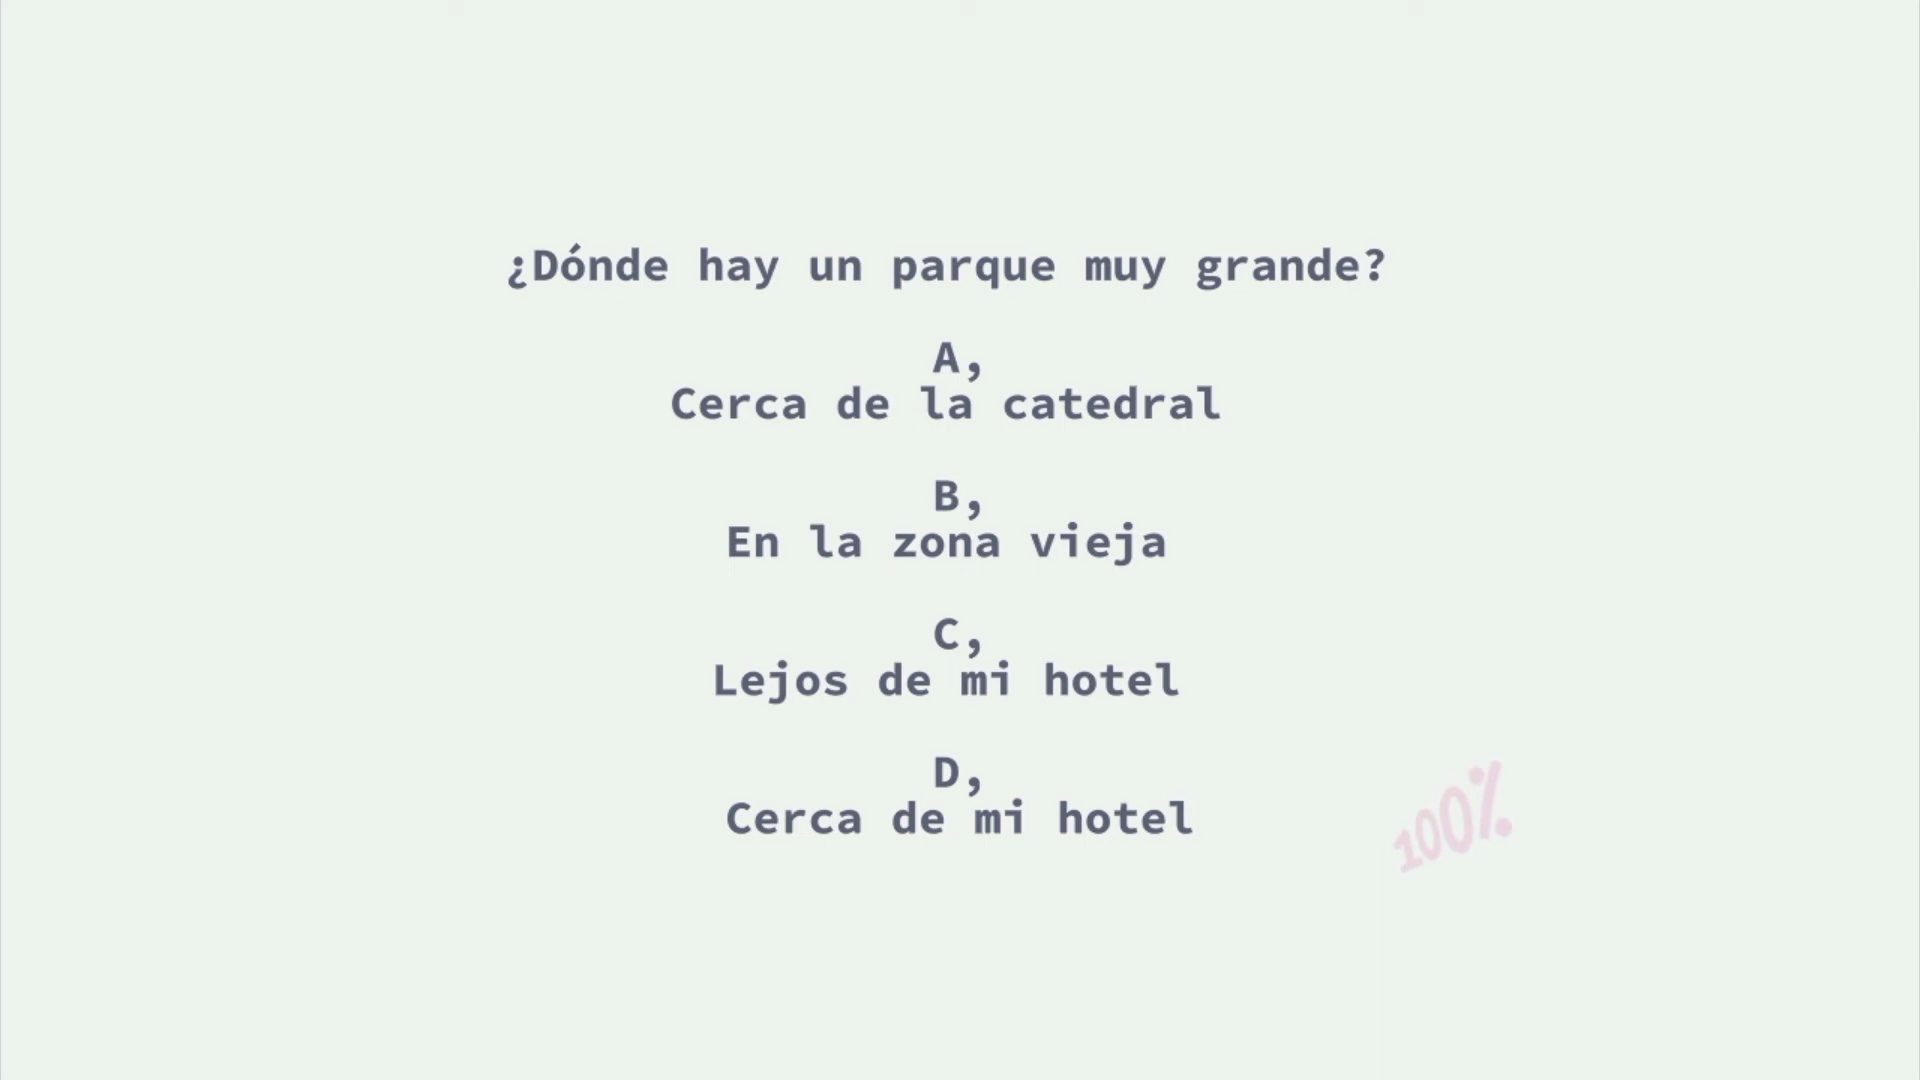 ¿Dónde hay un parque muy grande?
A,
Cerca de la catedral
B,
En la zona vieja
C,
Lejos de mi hotel
D,
Cerca de mi hotel
100%